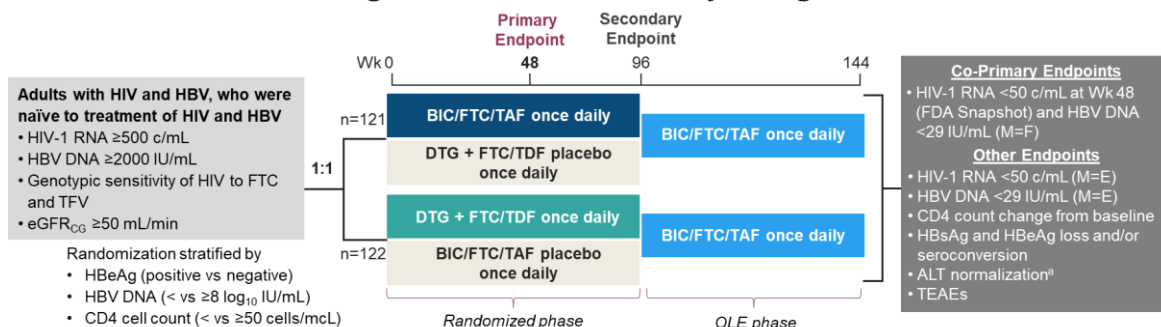 Primary
Endpoint
Secondary
Endpoint
Wk 0
48
96
144
Adults with HIV and HBV, who were
naïve to treatment of HIV and HBV
• HIV-1 RNA ≥500 c/mL
• HBV DNA ≥2000 IU/mL
• Genotypic sensitivity of HIV to FTC
and TFV
• eGFRCG ≥50 mL/min
Randomization stratified by
• HBeAg (positive vs negative)
• HBV DNA (< vs ≥8 log10 IU/mL)
• CD4 cell count (< vs ≥50 cells/mcL)
1:1
n=121
BIC/FTC/TAF once daily
DTG + FTC/TDF placebo
once daily
BIC/FTC/TAF once daily
n=122
DTG + FTC/TDF once daily
BIC/FTC/TAF placebo
once daily
BIC/FTC/TAF once daily
Randomized phase
OLE phase
Co-Primary Endpoints
• HIV-1 RNA <50 c/mL at Wk 48
(FDA Snapshot) and HBV DNA
<29 IU/mL (M=F)
Other Endpoints
• HIV-1 RNA <50 c/mL (M=E)
• HBV DNA <29 IU/mL (M=E)
• CD4 count change from baseline
• HBsAg and HBeAg loss and/or
seroconversion
• ALT normalizationa
• TEAEs